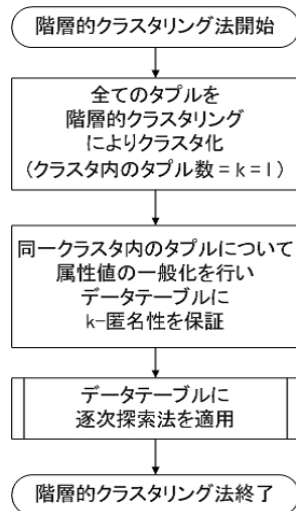 階層的クラスタリング法開始
全てのタプルを
階層的クラスタリング
によりクラスタ化
(クラスタ内のタプル数=k=l)
同一クラスタ内のタプルについて
属性値の一般化を行い
データテーブルに
k-匿名性を保証
データテーブルに
逐次探索法を適用
階層的クラスタリング法終了